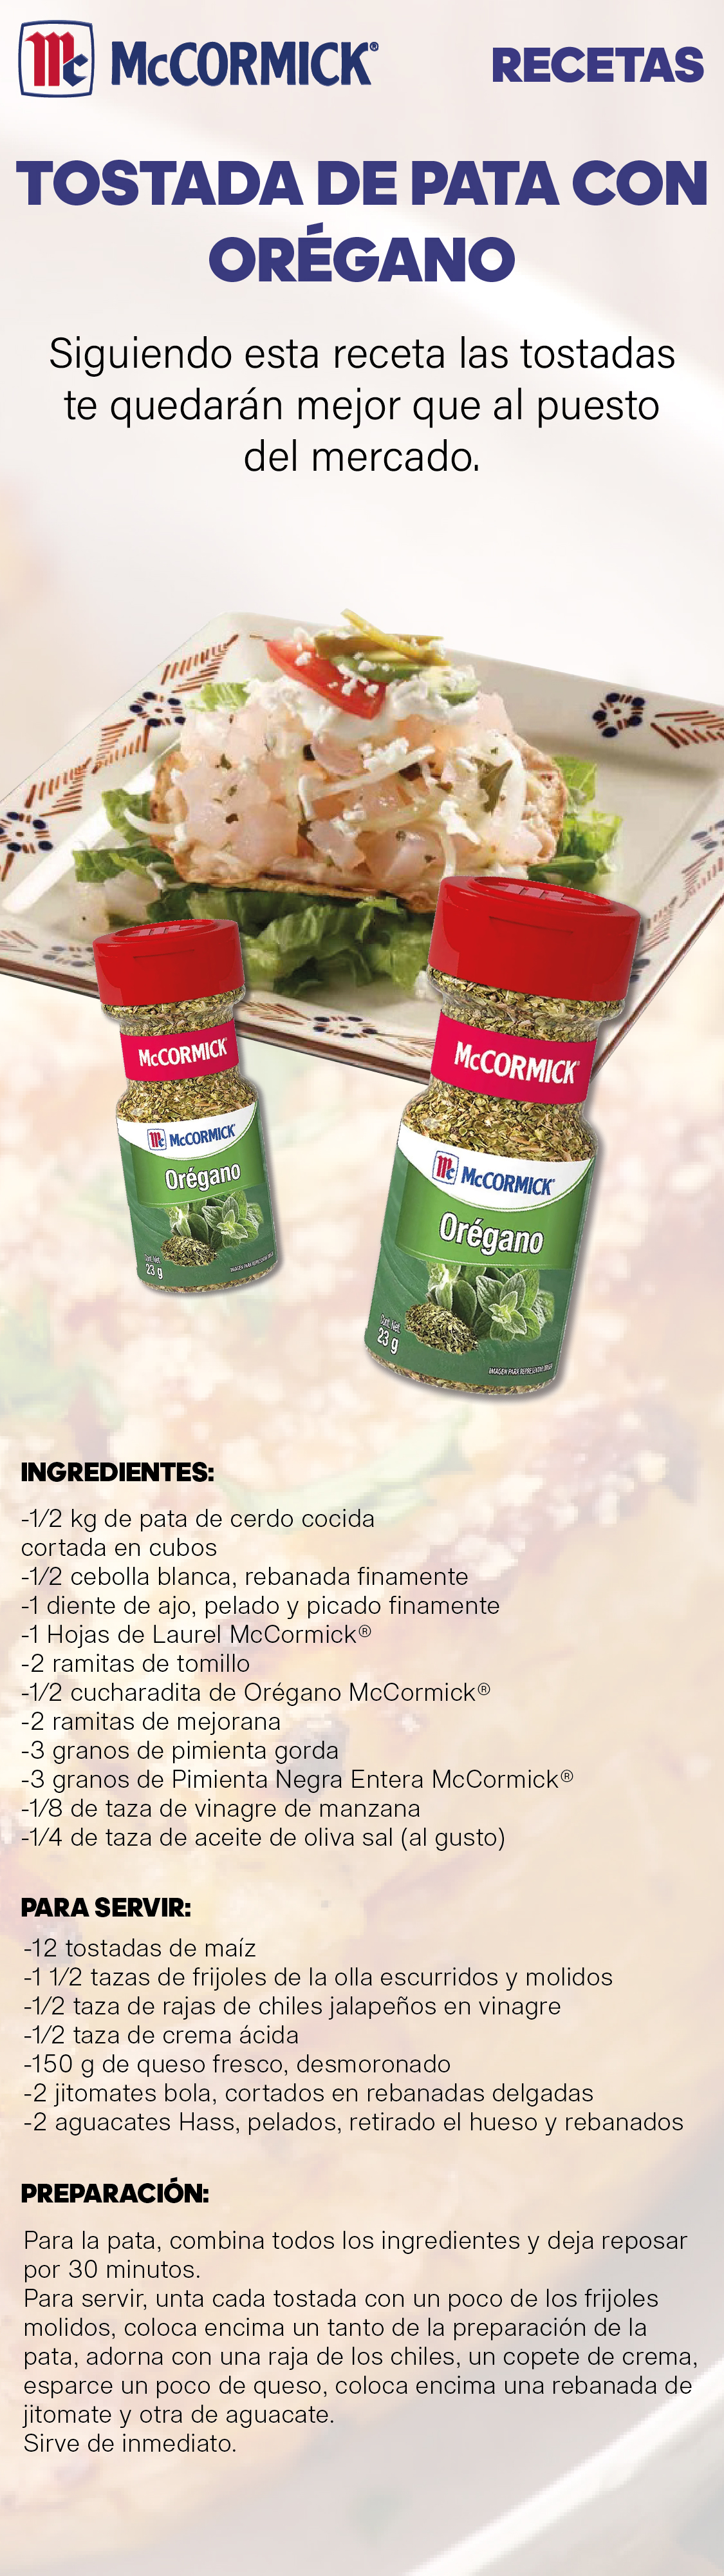 McCORMICK®
RECETAS
TOSTADA DE PATA CON
ORÉGANO
Siguiendo esta receta las tostadas
te quedarán mejor que al puesto
del mercado.
McCORMICK
McCORMICK
Orégano
Cont. Net.
23 g
McCORMICK®
McCORMICK®
Orégano
Cont. Net.
23 g
IMAGEN PARA
INGREDIENTES:
-1/2 kg de pata de cerdo cocida
cortada en cubos
-1/2 cebolla blanca, rebanada finamente
-1 diente de ajo, pelado y picado finamente
-1 Hojas de Laurel McCormick®
-2 ramitas de tomillo
-1/2 cucharadita de Orégano McCormick®
-2 ramitas de mejorana
-3 granos de pimienta gorda
-3 granos de Pimienta Negra Entera McCormick®
-1/8 de taza de vinagre de manzana
-1/4 de taza de aceite de oliva sal (al gusto)
PARA SERVIR:
-12 tostadas de maíz
-1 1/2 tazas de frijoles de la olla escurridos y molidos
-1/2 taza de rajas de chiles jalapeños en vinagre
-1/2 taza de crema ácida
-150 g de queso fresco, desmoronado
-2 jitomates bola, cortados en rebanadas delgadas
-2 aguacates Hass, pelados, retirado el hueso y rebanados
PREPARACIÓN:
Para la pata, combina todos los ingredientes y deja reposar
por 30 minutos.
Para servir, unta cada tostada con un poco de los frijoles
molidos, coloca encima un tanto de la preparación de la
pata, adorna con una raja de los chiles, un copete de crema,
esparce un poco de queso, coloca encima una rebanada de
jitomate y otra de aguacate.
Sirve de inmediato.